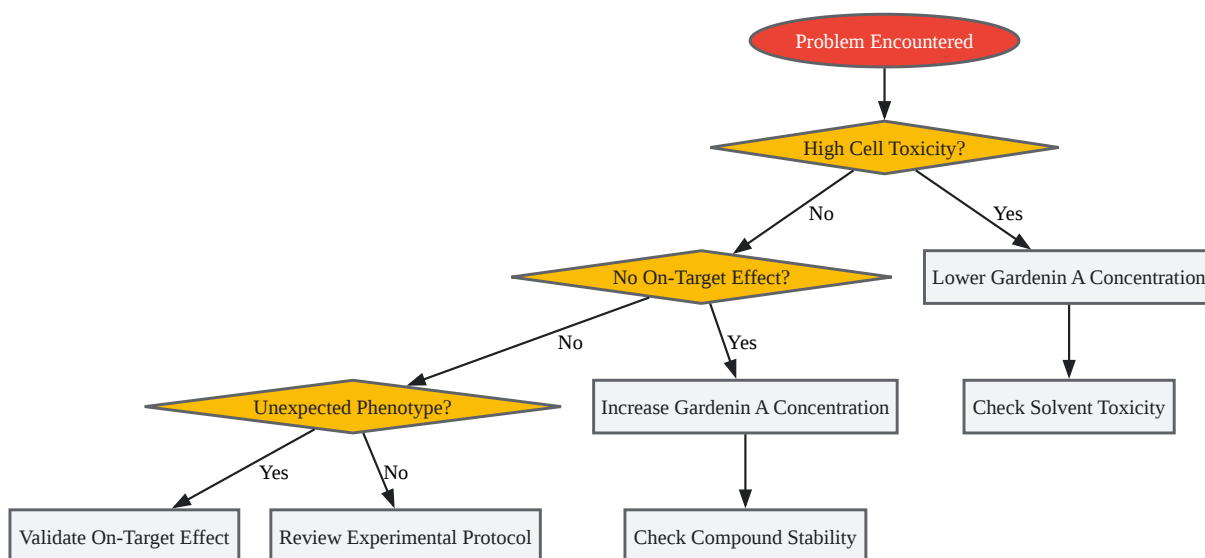 Problem Encountered
High Cell Toxicity?
No
Yes
No On-Target Effect?
Lower Gardenin A Concentration
No
Yes
Unexpected Phenotype?
Increase Gardenin A Concentration
Check Solvent Toxicity
Yes
No
Validate On-Target Effect
Review Experimental Protocol
Check Compound Stability